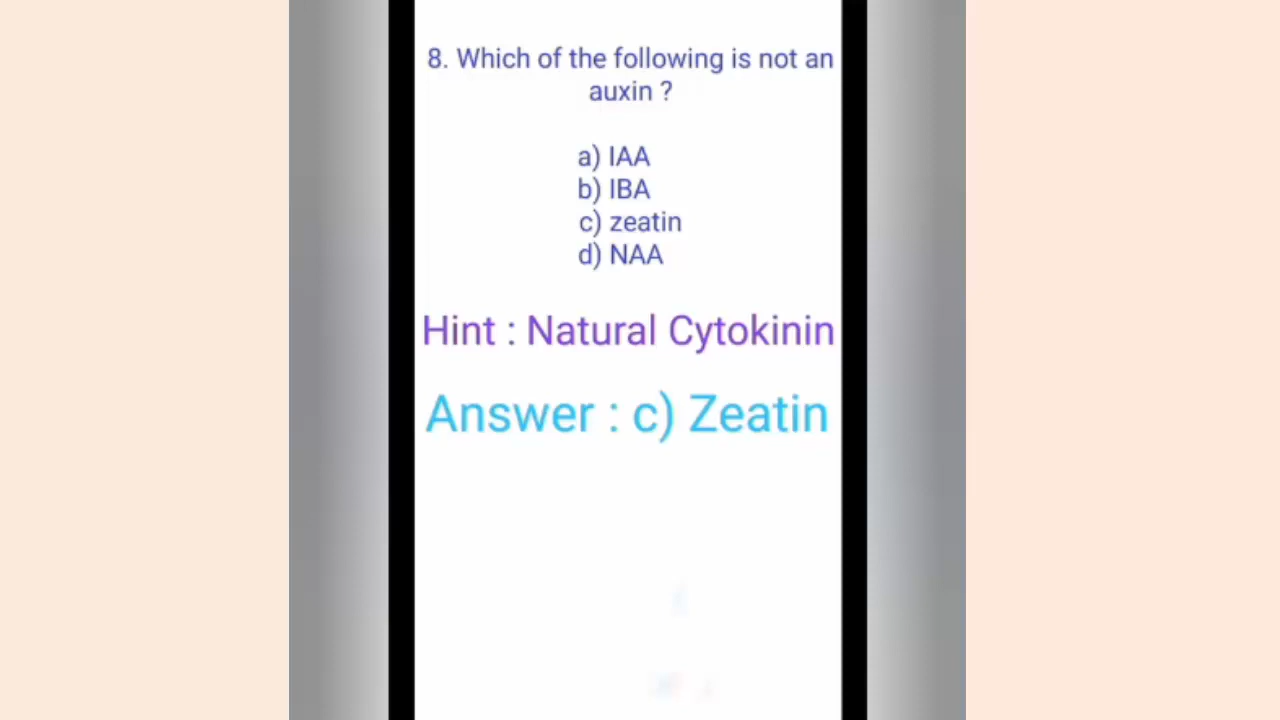 8. Which of the following is not an
auxin ?
a) IAA
b) IBA
c) zeatin
d) NAA
Hint : Natural Cytokinin
Answer : c) Zeatin